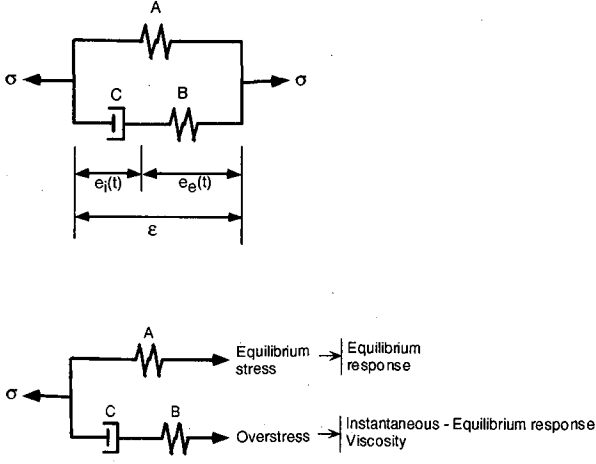 A
σ
σ
C
B
eᵢ(t)
eₑ(t)
ε
A
Equilibrium stress
Equilibrium response
σ
C
B
Overstress
Instantaneous - Equilibrium response
Viscosity